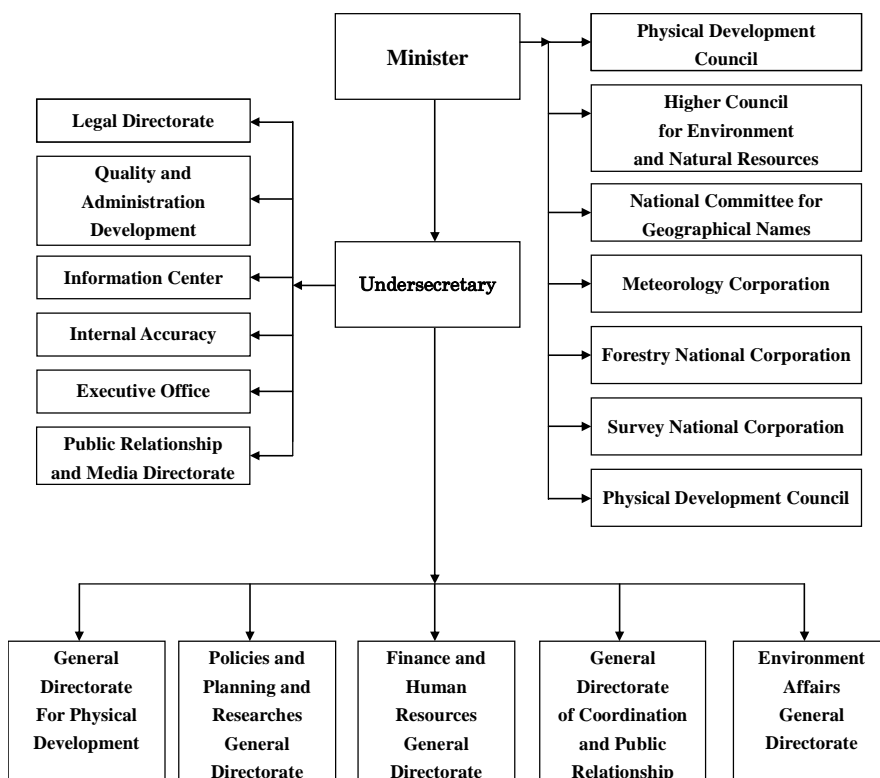 Minister
Physical Development
Council
Higher Council
for Environment
and Natural Resources
National Committee for
Geographical Names
Meteorology Corporation
Forestry National Corporation
Survey National Corporation
Physical Development Council
Legal Directorate
Quality and
Administration
Development
Information Center
Internal Accuracy
Executive Office
Public Relationship
and Media Directorate
Undersecretary
General
Directorate
For Physical
Development
Policies and
Planning and
Researches
General
Directorate
Finance and
Human
Resources
General
Directorate
General
Directorate
of Coordination
and Public
Relationship
Environment
Affairs
General
Directorate